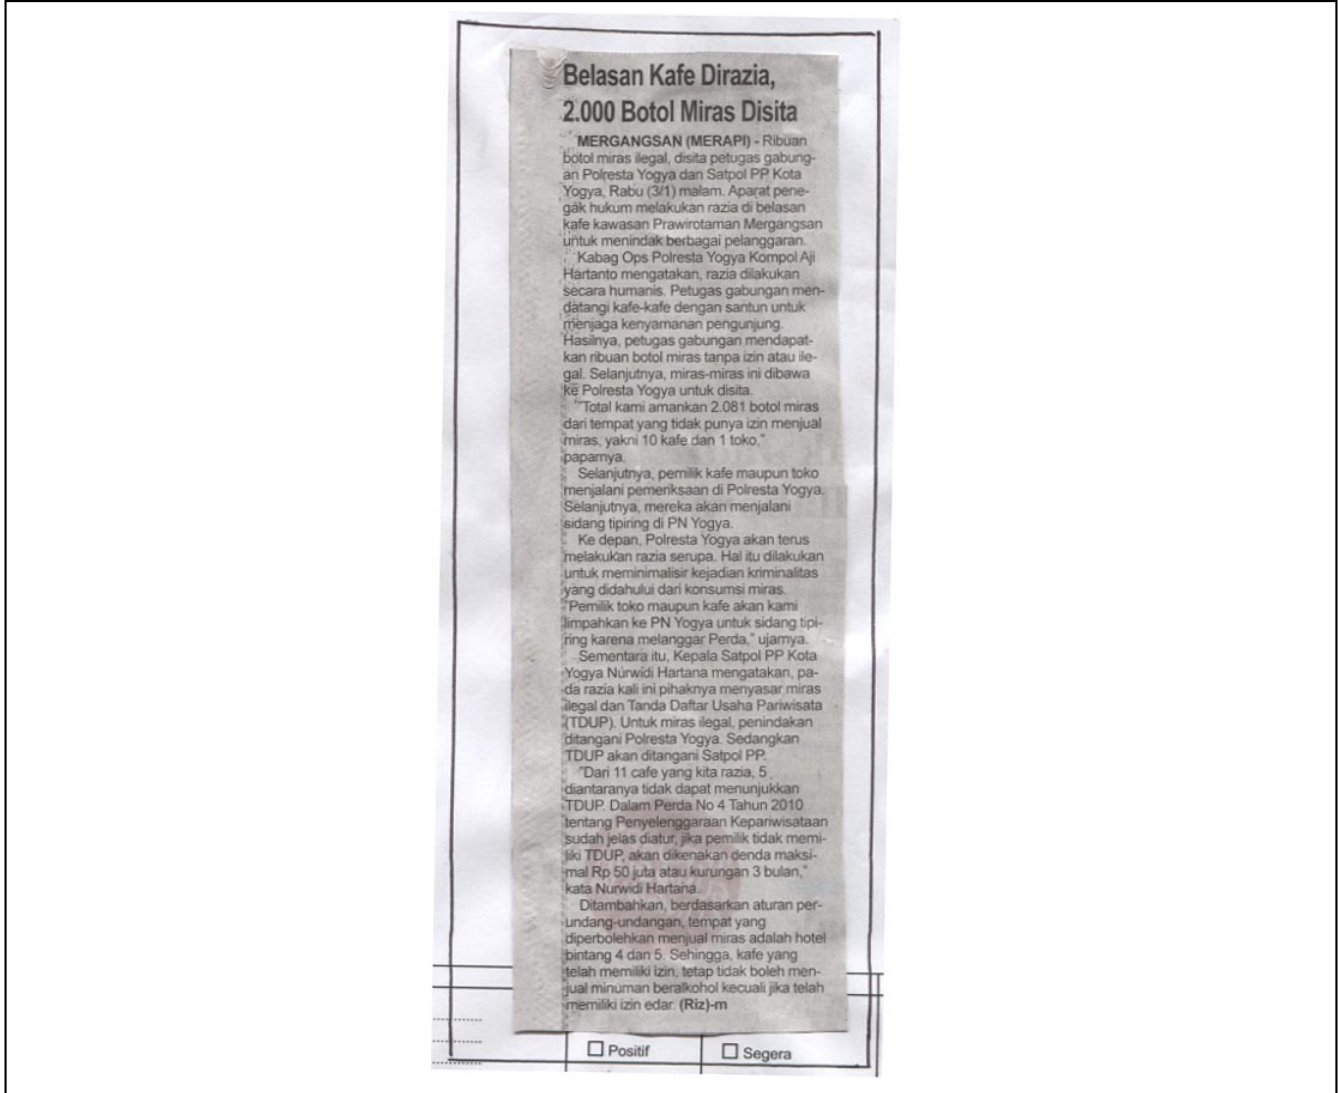 Belasan Kafe Dirazia,
2.000 Botol Miras Disita
MERGANGSAN (MERAPI) - Ribuan
botol miras ilegal, disita petugas gabung-
an Polresta Yogya dan Satpol PP Kota
Yogya, Rabu (3/1) malam. Aparat pene-
gak hukum melakukan razia di belasan
kafe kawasan Prawirotaman Mergangsan
untuk menindak berbagai pelanggaran.
Kabag Ops Polresta Yogya Kompol Aji
Hartanto mengatakan, razia dilakukan
secara humanis. Petugas gabungan men-
datangi kafe-kafe dengan santun untuk
menjaga kenyamanan pengunjung.
Hasilnya, petugas gabungan mendapat-
kan ribuan botol miras tanpa izin atau ile-
gal. Selanjutnya, miras-miras ini dibawa
ke Polresta Yogya untuk disita.
"Total kami amankan 2.081 botol miras
dari tempat yang tidak punya izin menjual
miras, yakni 10 kafe dan 1 toko,"
paparnya.
Selanjutnya, pemilik kafe maupun toko
menjalani pemeriksaan di Polresta Yogya.
Selanjutnya, mereka akan menjalani
sidang tipiring di PN Yogya.
Ke depan, Polresta Yogya akan terus
melakukan razia serupa. Hal itu dilakukan
untuk meminimalisir kejadian kriminalitas
yang didahului dari konsumsi miras.
"Pemilik toko maupun kafe akan kami
limpahkan ke PN Yogya untuk sidang tipi-
ring karena melanggar Perda," ujarnya.
Sementara itu, Kepala Satpol PP Kota
Yogya Nurwidi Hartana mengatakan, pa-
da razia kali ini pihaknya menyasar miras
ilegal dan Tanda Daftar Usaha Pariwisata
(TDUP). Untuk miras ilegal, penindakan
ditangani Polresta Yogya. Sedangkan
TDUP akan ditangani Satpol PP.
"Dari 11 cafe yang kita razia, 5
diantaranya tidak dapat menunjukkan
TDUP. Dalam Perda No 4 Tahun 2010
tentang Penyelenggaraan Kepariwisataan
sudah jelas diatur, jika pemilik tidak memi-
liki TDUP, akan dikenakan denda maksi-
mal Rp 50 juta atau kurungan 3 bulan,"
kata Nurwidi Hartana.
Ditambahkan, berdasarkan aturan per-
undang-undangan, tempat yang
diperbolehkan menjual miras adalah hotel
bintang 4 dan 5. Sehingga, kafe yang
telah memiliki izin, tetap tidak boleh men-
jual minuman beralkohol kecuali jika telah
memiliki izin edar. (Riz)-m
Positif
Segera